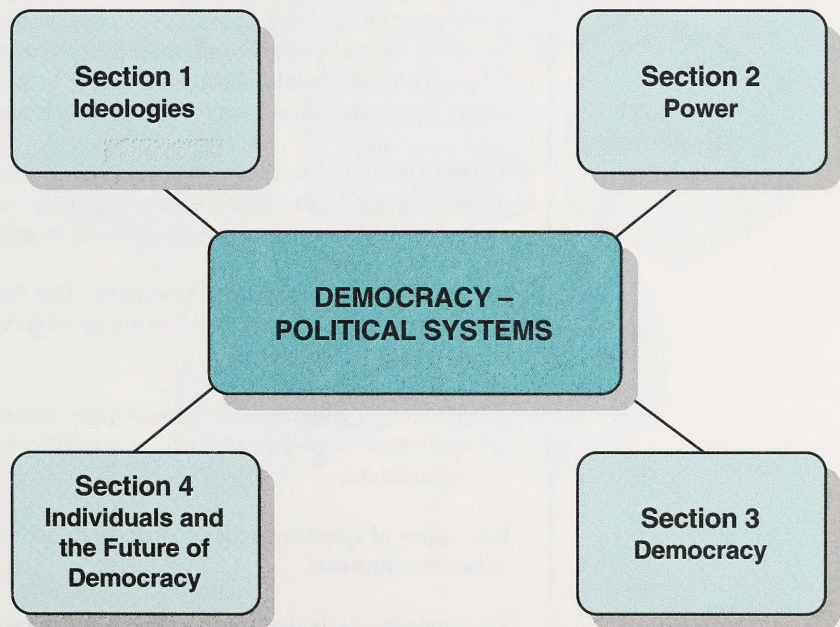 Section 1
Ideologies
Section 2
Power
DEMOCRACY –
POLITICAL SYSTEMS
Section 4
Individuals and
the Future of
Democracy
Section 3
Democracy